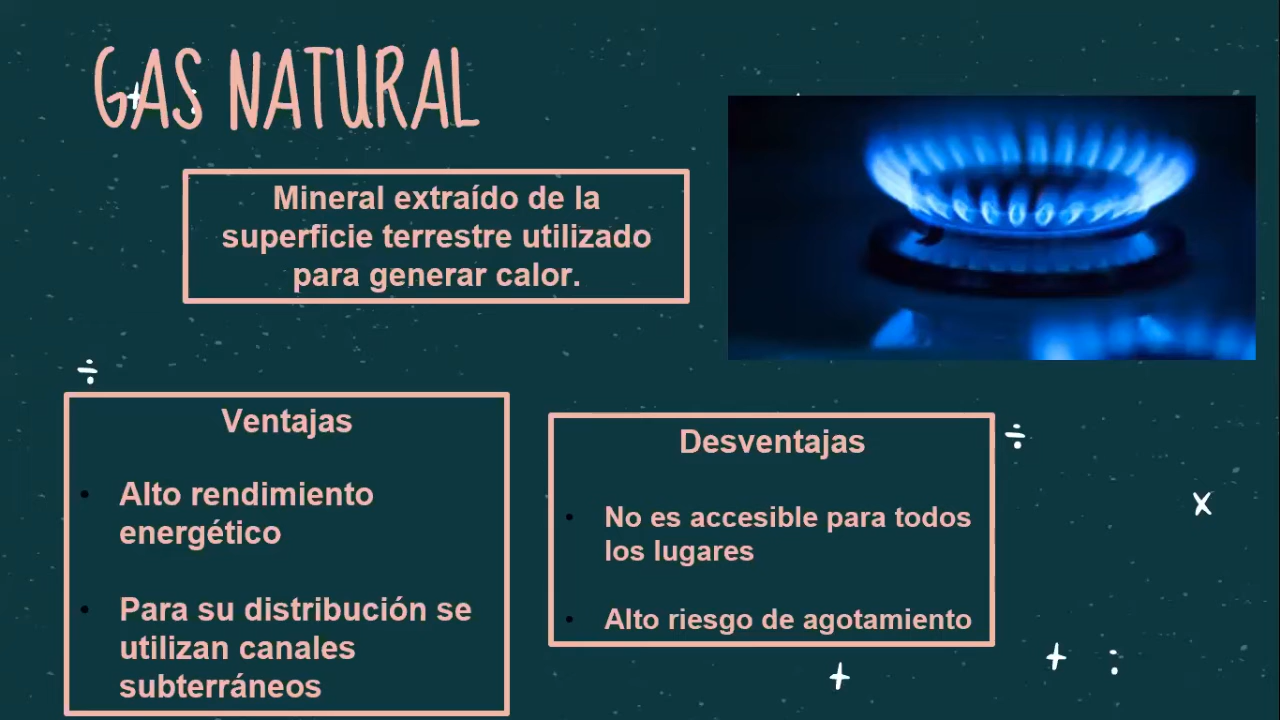 GAS NATURAL
Mineral extraído de la
superficie terrestre utilizado
para generar calor.
Ventajas
• Alto rendimiento
energético
• Para su distribución se
utilizan canales
subterráneos
Desventajas
• No es accesible para todos
los lugares
• Alto riesgo de agotamiento